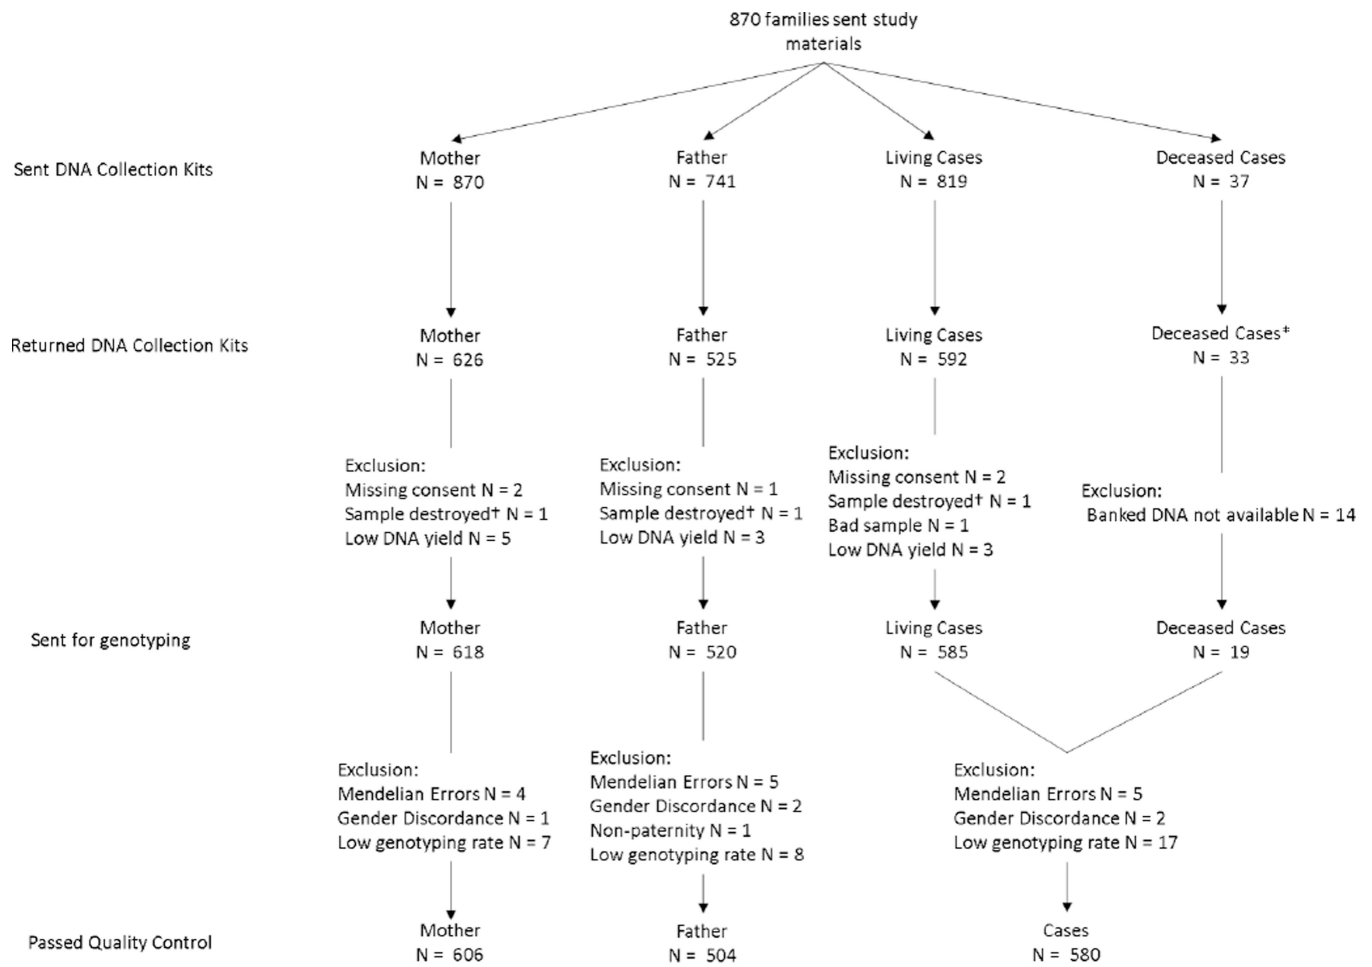 870 families sent study
materials
Sent DNA Collection Kits
Mother
N = 870
Father
N = 741
Living Cases
N = 819
Deceased Cases
N = 37
Returned DNA Collection Kits
Mother
N = 626
Father
N = 525
Living Cases
N = 592
Deceased Cases‡
N = 33
Exclusion:
Missing consent N = 2
Sample destroyed† N = 1
Low DNA yield N = 5
Exclusion:
Missing consent N = 1
Sample destroyed† N = 1
Low DNA yield N = 3
Exclusion:
Missing consent N = 2
Sample destroyed† N = 1
Bad sample N = 1
Low DNA yield N = 3
Exclusion:
Banked DNA not available N = 14
Sent for genotyping
Mother
N = 618
Father
N = 520
Living Cases
N = 585
Deceased Cases
N = 19
Exclusion:
Mendelian Errors N = 4
Gender Discordance N = 1
Low genotyping rate N = 7
Exclusion:
Mendelian Errors N = 5
Gender Discordance N = 2
Non-paternity N = 1
Low genotyping rate N = 8
Exclusion:
Mendelian Errors N = 5
Gender Discordance N = 2
Low genotyping rate N = 17
Passed Quality Control
Mother
N = 606
Father
N = 504
Cases
N = 580